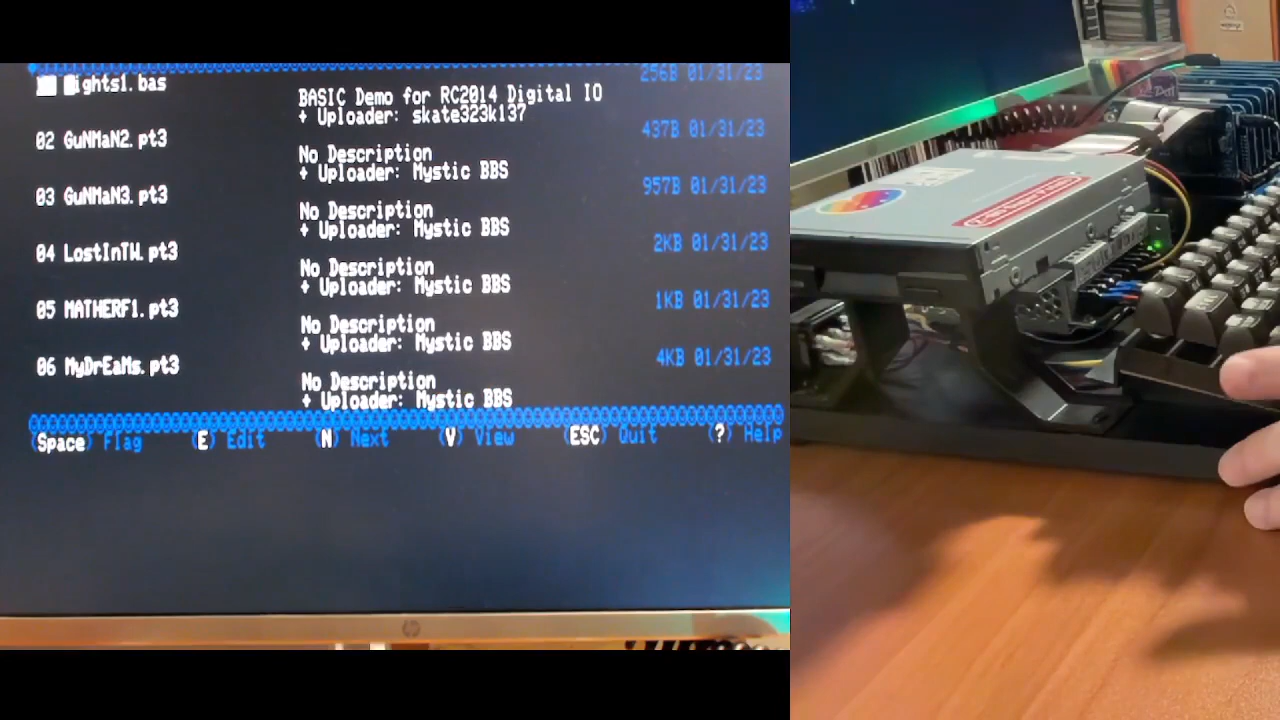 256B 01/31/23
ights1.bas
BASIC Demo for RC2014 Digital IO
+ Uploader: skate323k137
02 GuNMaN2.pt3 437B 01/31/23
No Description
+ Uploader: Mystic BBS
03 GuNMaN3.pt3 957B 01/31/23
No Description
+ Uploader: Mystic BBS
04 LostInTW.pt3 2KB 01/31/23
No Description
+ Uploader: Mystic BBS
05 MATHERF1.pt3 1KB 01/31/23
No Description
+ Uploader: Mystic BBS
06 MyDrEaMs.pt3 4KB 01/31/23
No Description
+ Uploader: Mystic BBS
(Space) Flag (E) Edit (N) Next (V) View (ESC) Quit (?) Help
hp